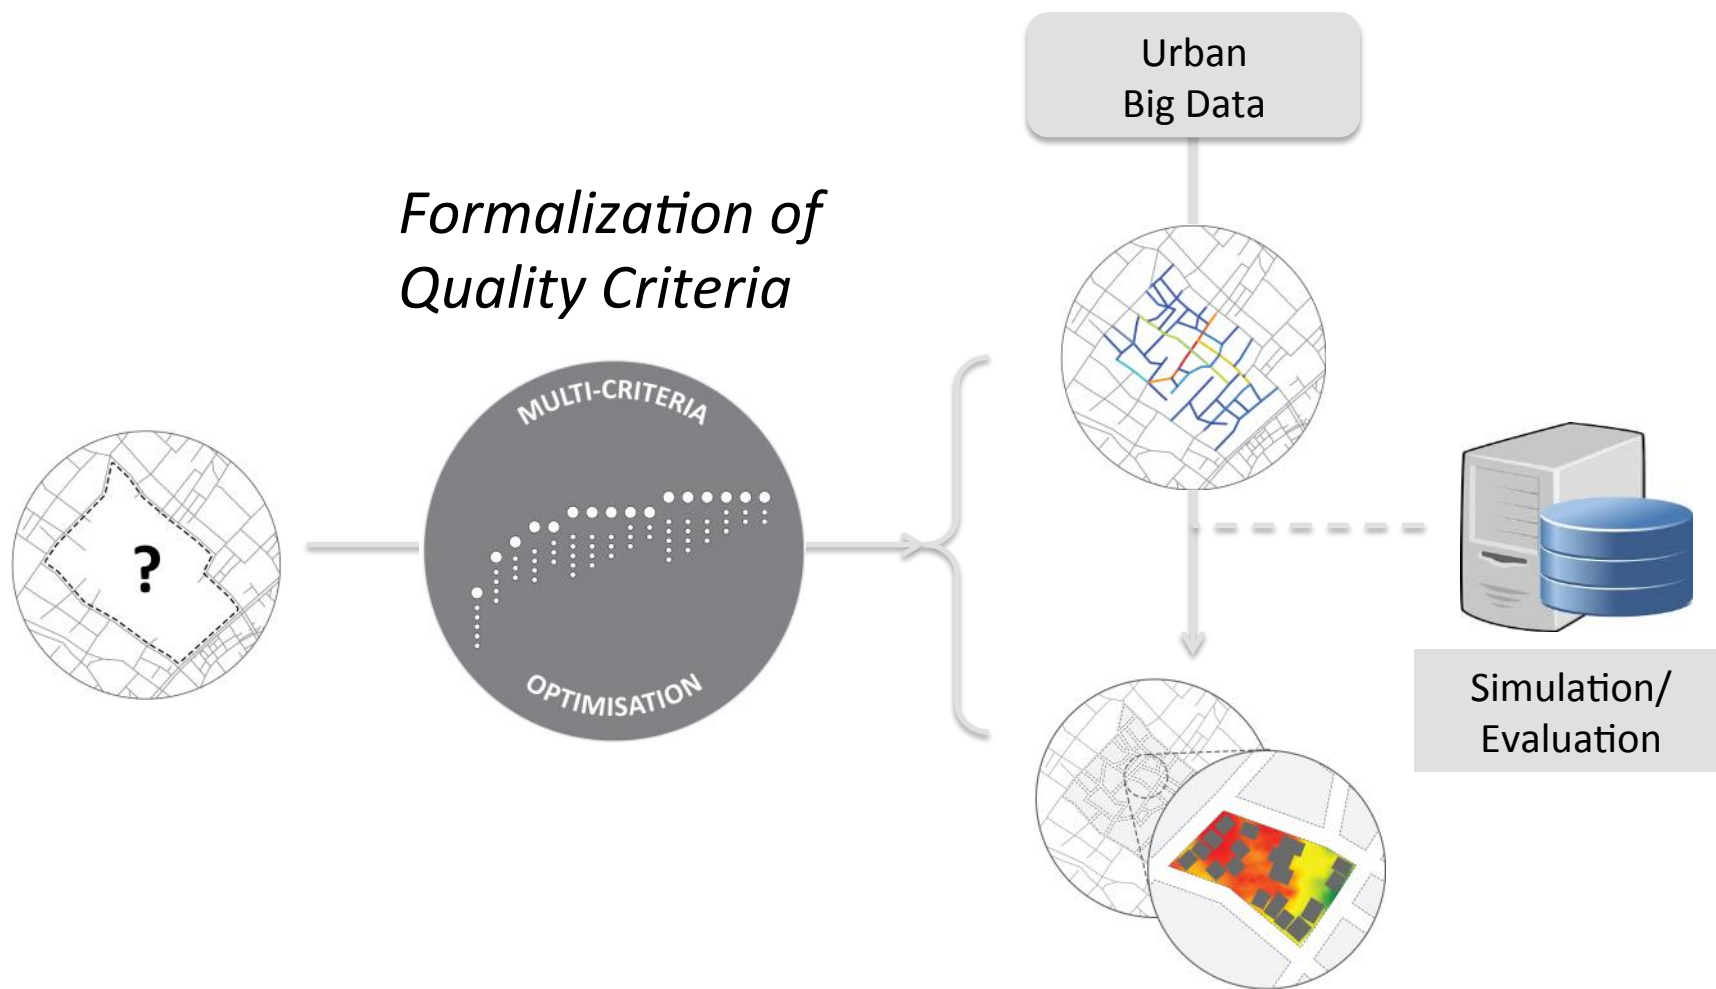 Urban
Big Data
Formalization of
Quality Criteria
MULTI-CRITERIA
?
OPTIMISATION
Simulation/
Evaluation